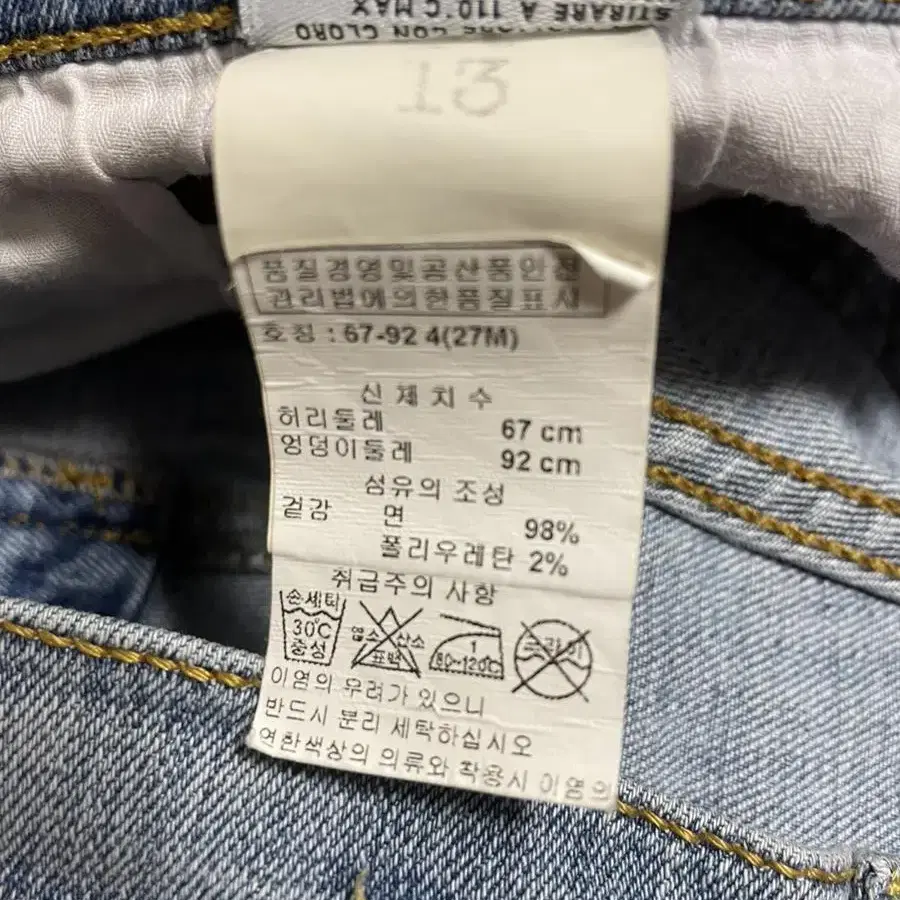 STIRARE A 110°C MAX
CON CLORO
13
품질경영및공산품안전
관리법에의한품질표시
호칭 : 67-92 4(27M)
신체치수
허리둘레 67 cm
엉덩이둘레 92 cm
섬유의 조성
겉감 면 98%
폴리우레탄 2%
취급주의 사항
손세탁
30℃
중성
염소 산소
표백
1
80~120℃
드라이
이염의 우려가 있으니
반드시 분리 세탁하십시오
연한색상의 의류와 착용시 이염의